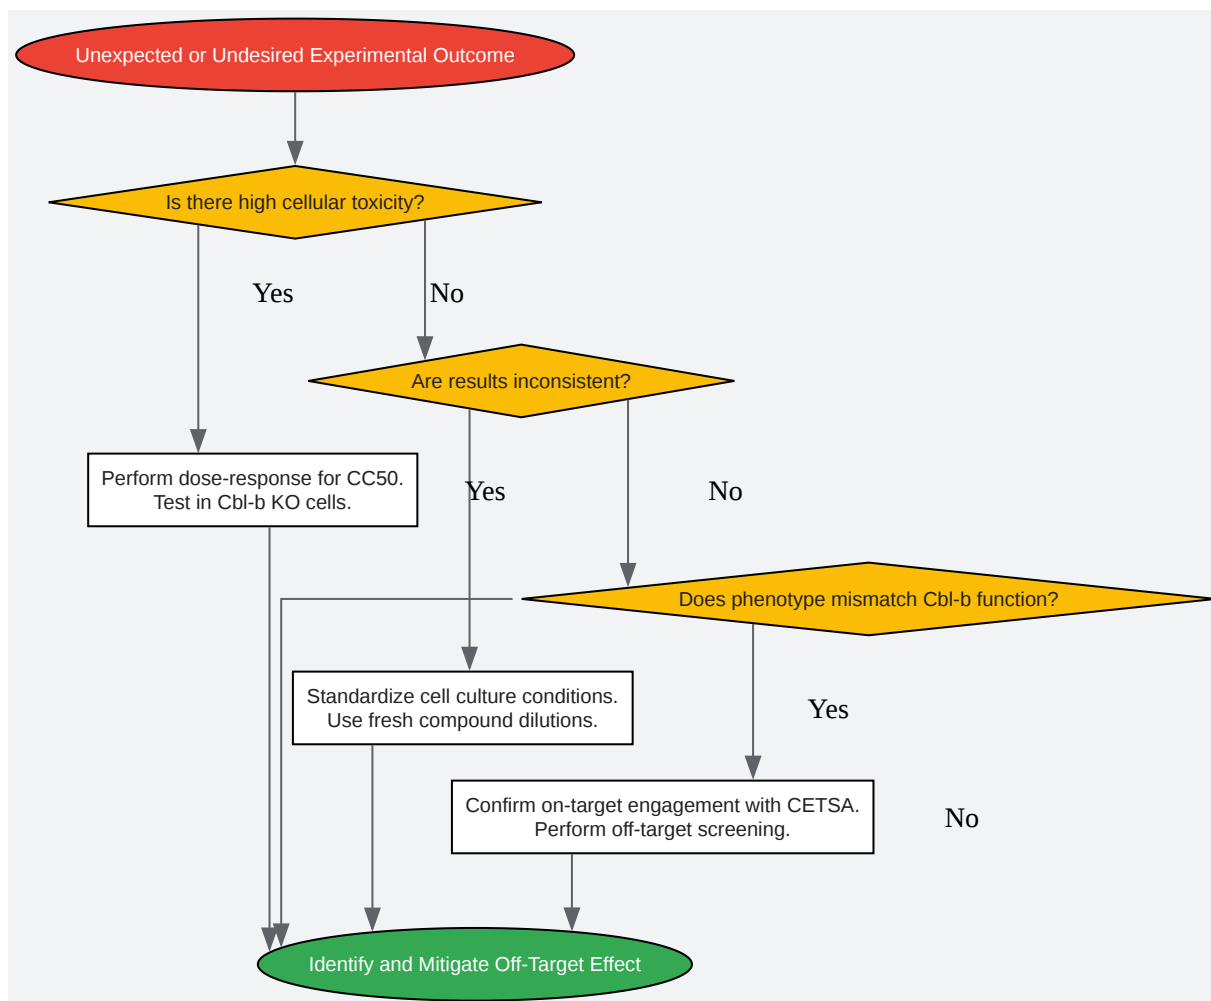 Unexpected or Undesired Experimental Outcome
Is there high cellular toxicity?
Yes
No
Are results inconsistent?
Perform dose-response for CC50.
Test in Cbl-b KO cells.
Yes
No
Does phenotype mismatch Cbl-b function?
Standardize cell culture conditions.
Use fresh compound dilutions.
Yes
Confirm on-target engagement with CETSA.
Perform off-target screening.
No
Identify and Mitigate Off-Target Effect